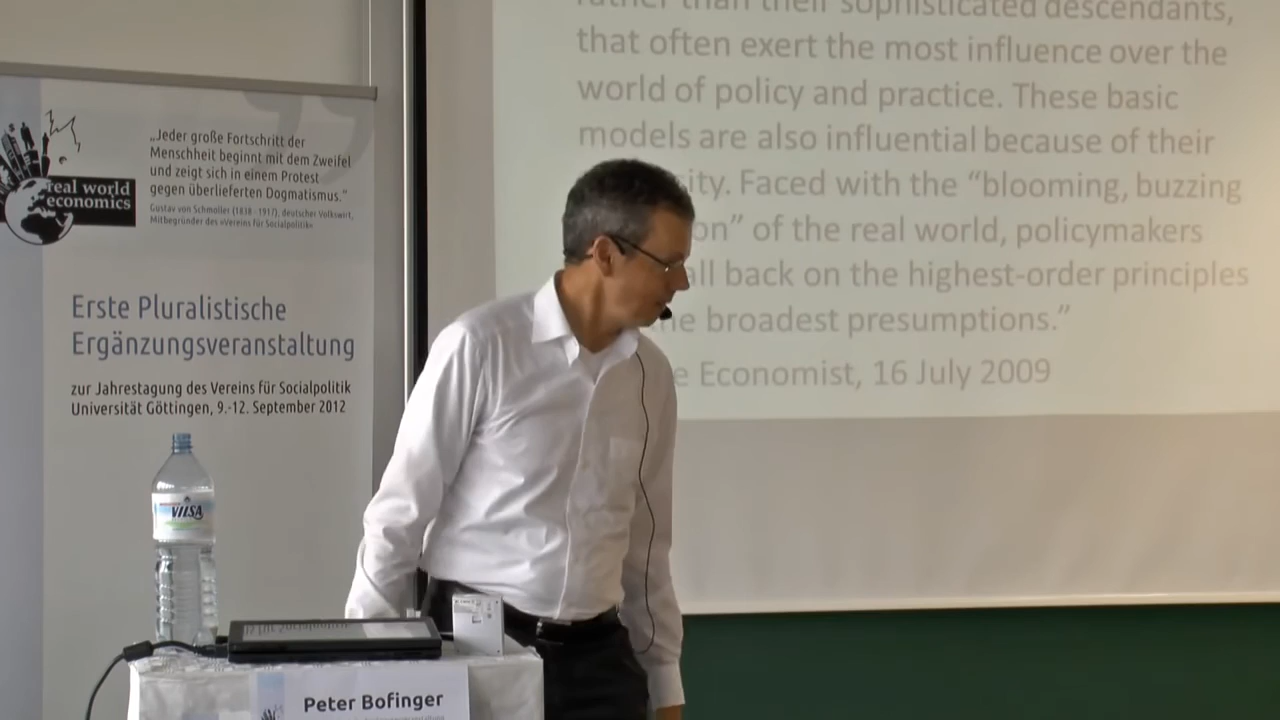 „Jeder große Fortschritt der
Menschheit beginnt mit dem Zweifel
und zeigt sich in einem Protest
gegen überlieferten Dogmatismus."
Gustav von Schmoller (1838 - 1917), deutscher Volkswirt,
Mitbegründer des »Vereins für Socialpolitik«
real world
economics
Erste Pluralistische
Ergänzungsveranstaltung
zur Jahrestagung des Vereins für Socialpolitik
Universität Göttingen, 9.-12. September 2012
VILSA
Peter Bofinger
rather than their sophisticated descendants,
that often exert the most influence over the
world of policy and practice. These basic
models are also influential because of their
ity. Faced with the “blooming, buzzing
on” of the real world, policymakers
all back on the highest-order principles
he broadest presumptions.”
e Economist, 16 July 2009